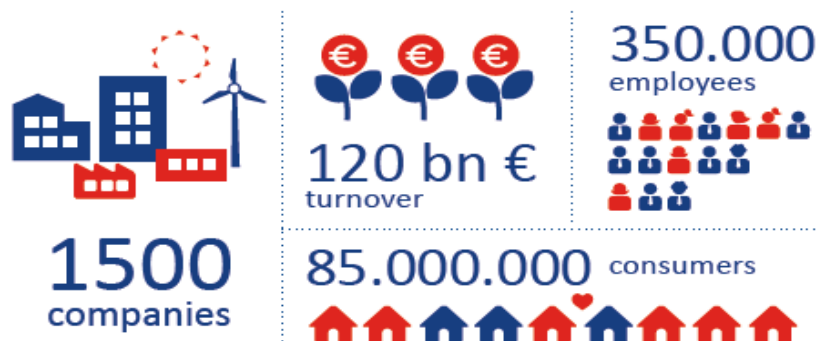 1500
companies
€ € €
120 bn €
turnover
350.000
employees
85.000.000 consumers